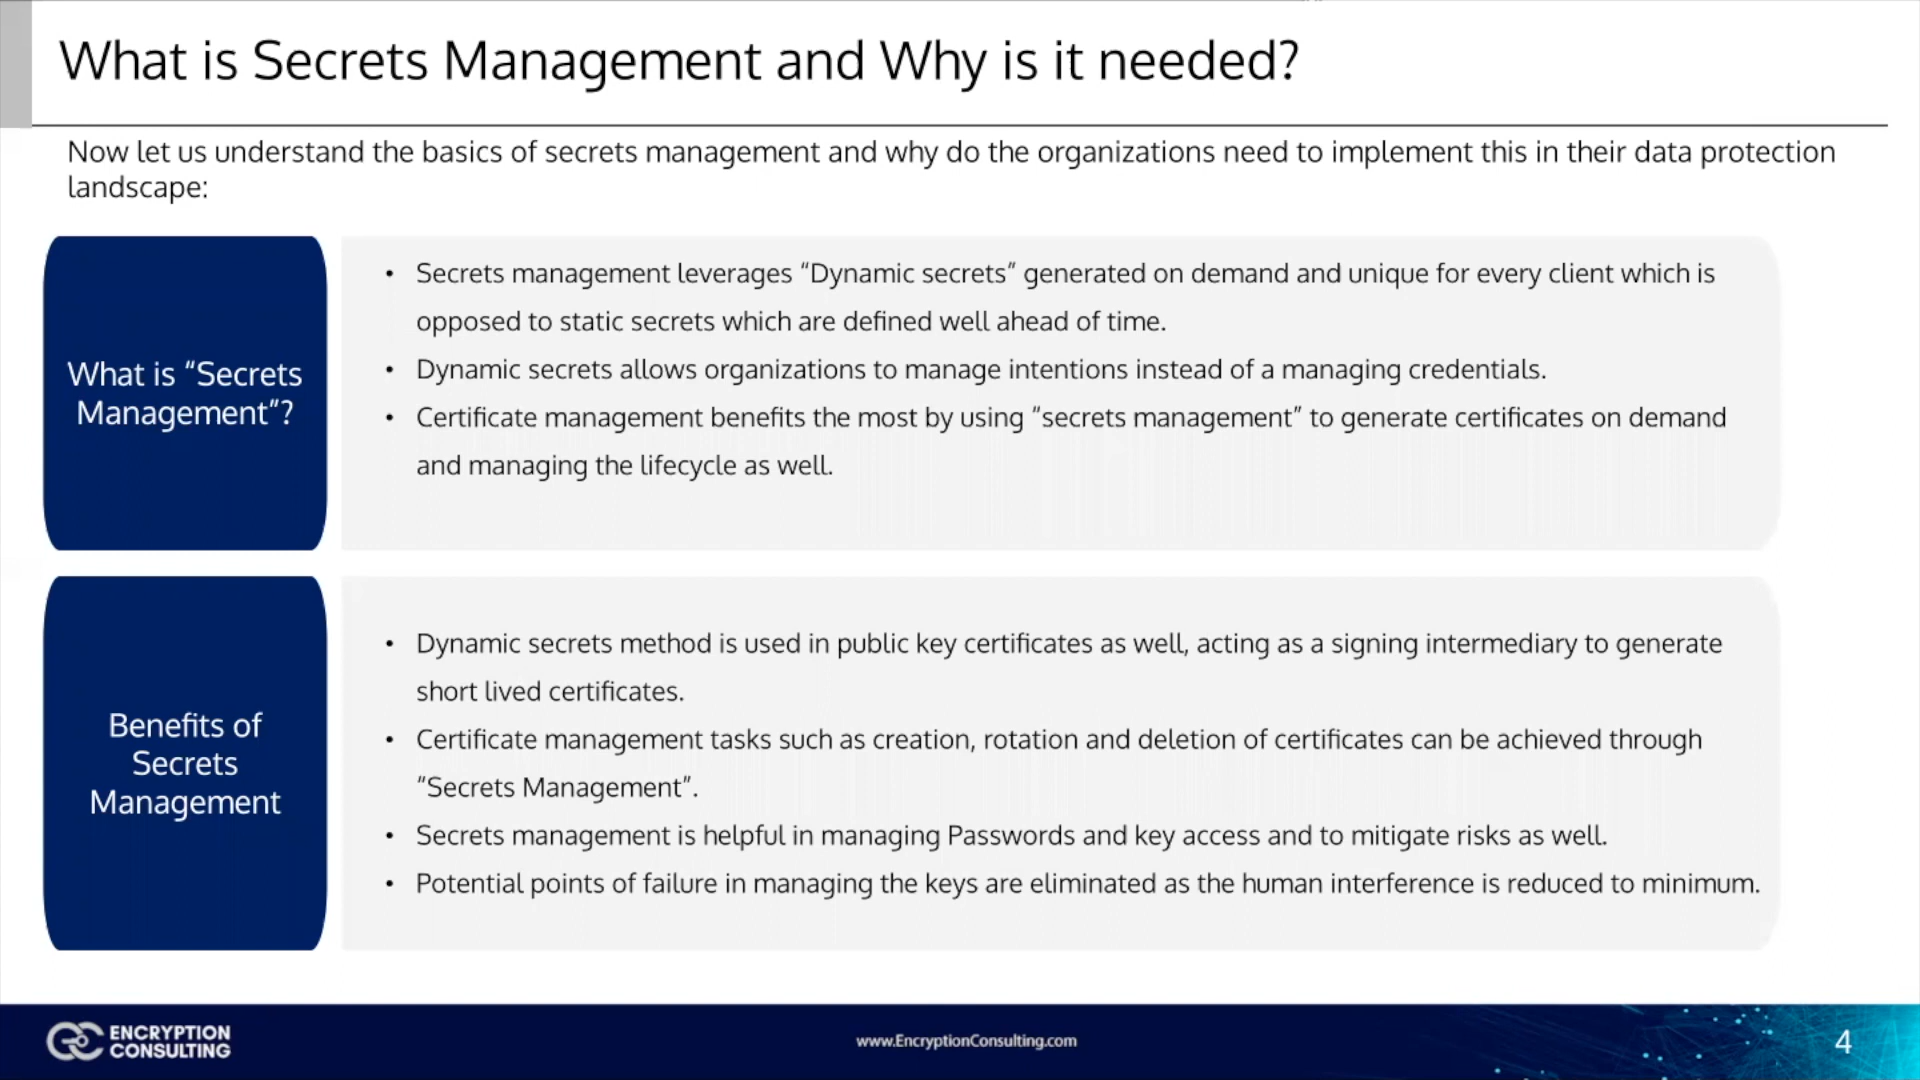 What is Secrets Management and Why is it needed?
Now let us understand the basics of secrets management and why do the organizations need to implement this in their data protection
landscape:
What is “Secrets
Management”?
• Secrets management leverages “Dynamic secrets” generated on demand and unique for every client which is
opposed to static secrets which are defined well ahead of time.
• Dynamic secrets allows organizations to manage intentions instead of a managing credentials.
• Certificate management benefits the most by using “secrets management” to generate certificates on demand
and managing the lifecycle as well.
Benefits of
Secrets
Management
• Dynamic secrets method is used in public key certificates as well, acting as a signing intermediary to generate
short lived certificates.
• Certificate management tasks such as creation, rotation and deletion of certificates can be achieved through
“Secrets Management”.
• Secrets management is helpful in managing Passwords and key access and to mitigate risks as well.
• Potential points of failure in managing the keys are eliminated as the human interference is reduced to minimum.
ENCRYPTION
CONSULTING
www.EncryptionConsulting.com
4